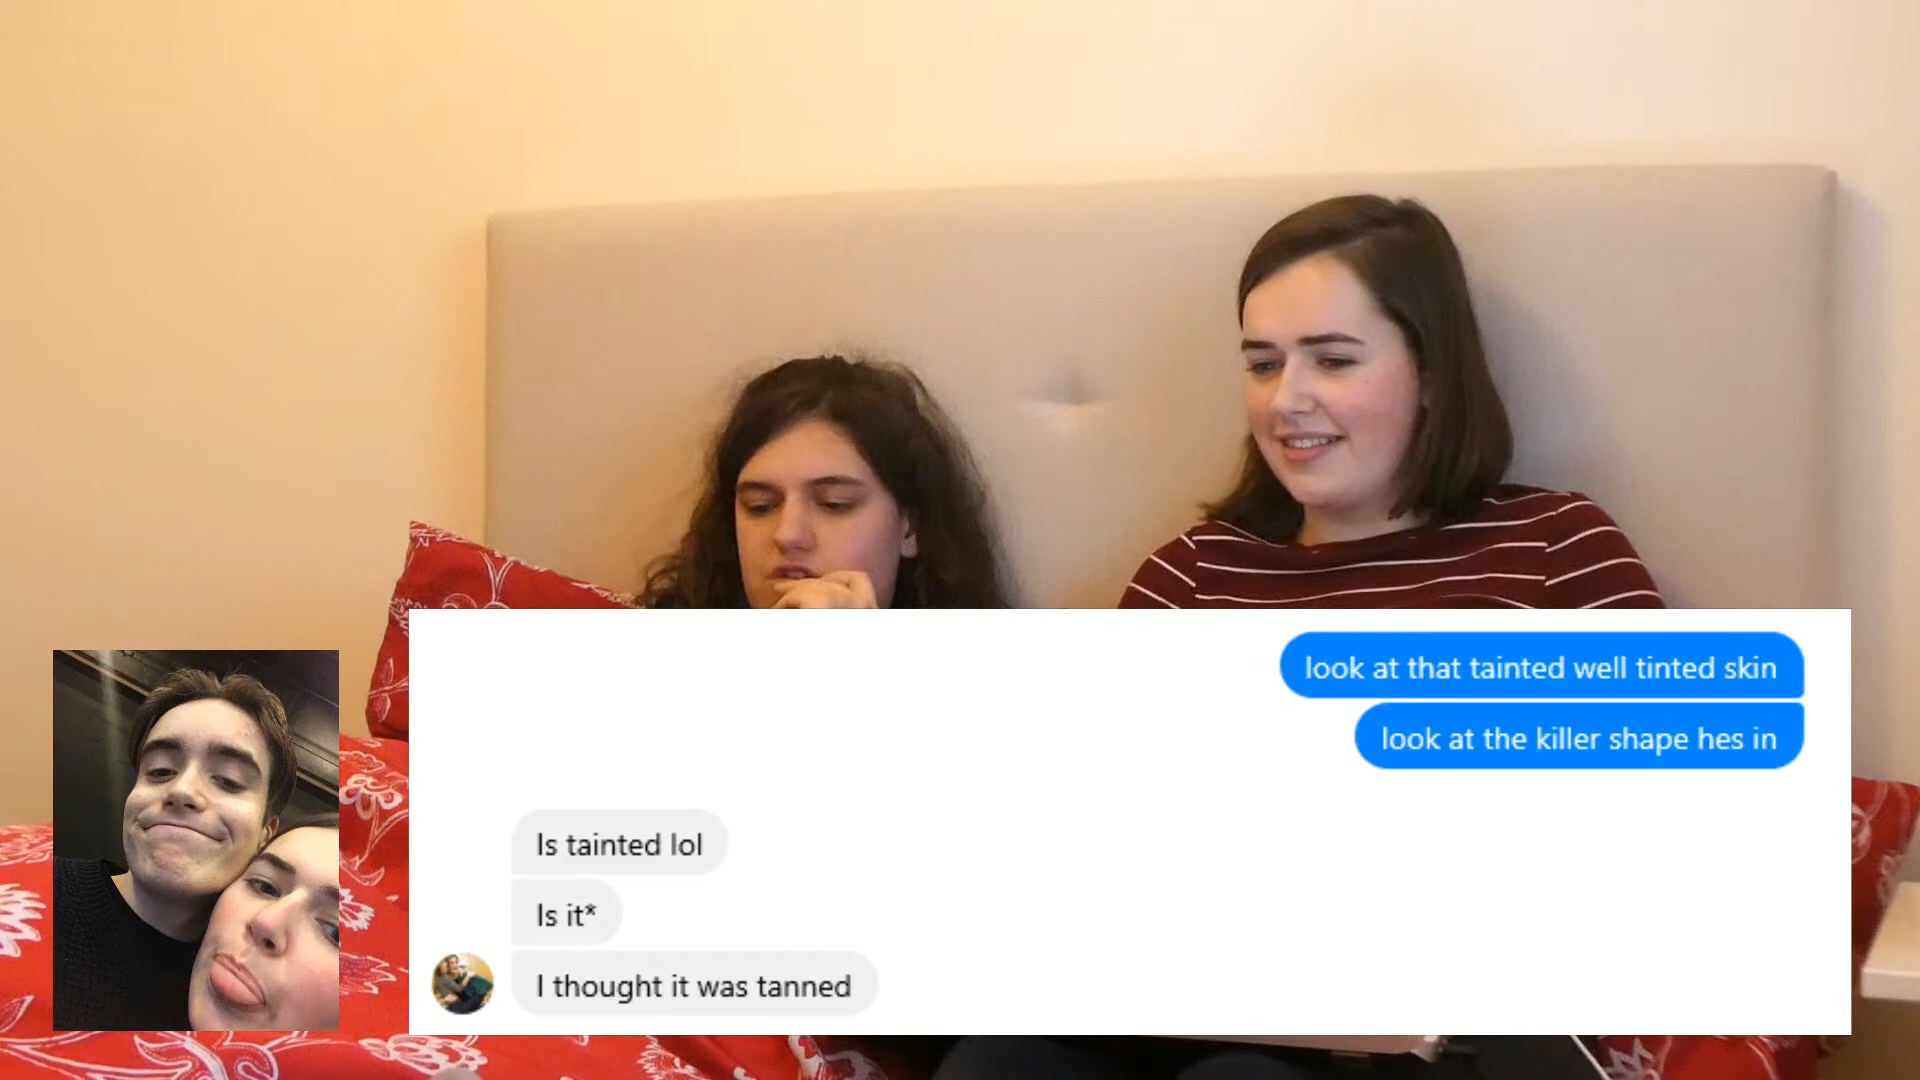 look at that tainted well tinted skin
look at the killer shape hes in
Is tainted lol
Is it*
I thought it was tanned